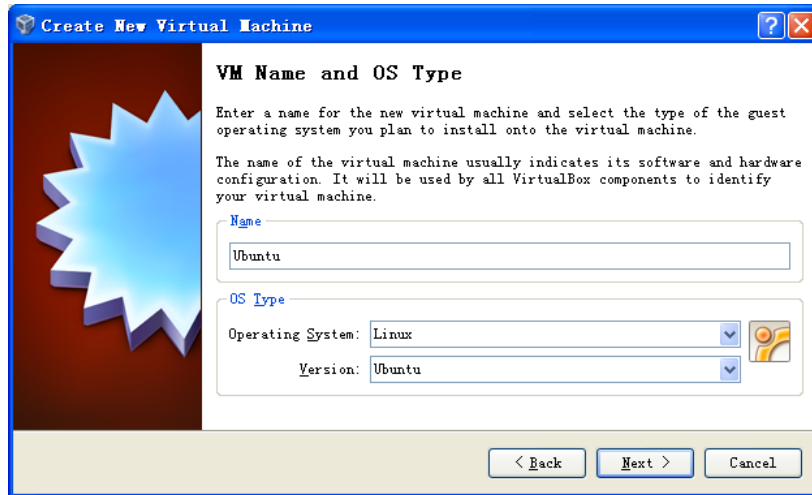 Create New Virtual Machine
VM Name and OS Type
Enter a name for the new virtual machine and select the type of the guest
operating system you plan to install onto the virtual machine.
The name of the virtual machine usually indicates its software and hardware
configuration. It will be used by all VirtualBox components to identify
your virtual machine.
Name
Ubuntu
OS Type
Operating System: Linux
Version: Ubuntu
< Back Next > Cancel